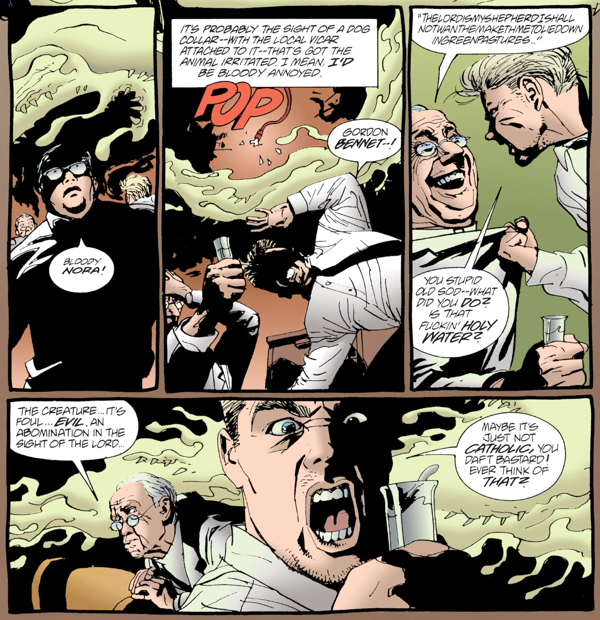 BLOODY
NORA!
IT'S PROBABLY THE SIGHT OF A DOG
COLLAR--WITH THE LOCAL VICAR
ATTACHED TO IT--THAT'S GOT THE
ANIMAL IRRITATED. I MEAN, I'D
BE BLOODY ANNOYED.
POP
GORDON
BENNET--!
"THELORDISMYSHEPHERDISHALL
NOTWANTHEMAKETHMETOLIEDOWN
INGREENPASTURES..."
YOU STUPID
OLD SOD--WHAT
DID YOU DO?
IS THAT
FUCKIN' HOLY
WATER?
THE CREATURE...IT'S
FOUL...EVIL. AN
ABOMINATION IN THE
SIGHT OF THE LORD...
MAYBE IT'S
JUST NOT
CATHOLIC, YOU
DAFT BASTARD!
EVER THINK OF
THAT?